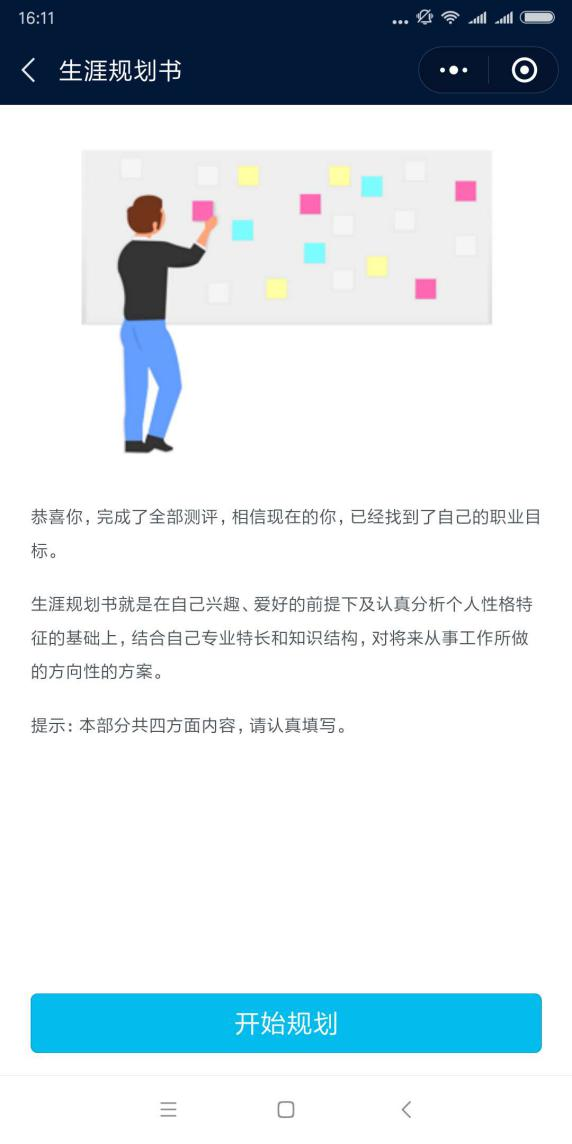 16:11
生涯规划书
恭喜你，完成了全部测评，相信现在的你，已经找到了自己的职业目
标。
生涯规划书就是在自己兴趣、爱好的前提下及认真分析个人性格特
征的基础上，结合自己专业特长和知识结构，对将来从事工作所做
的方向性的方案。
提示：本部分共四方面内容，请认真填写。
开始规划